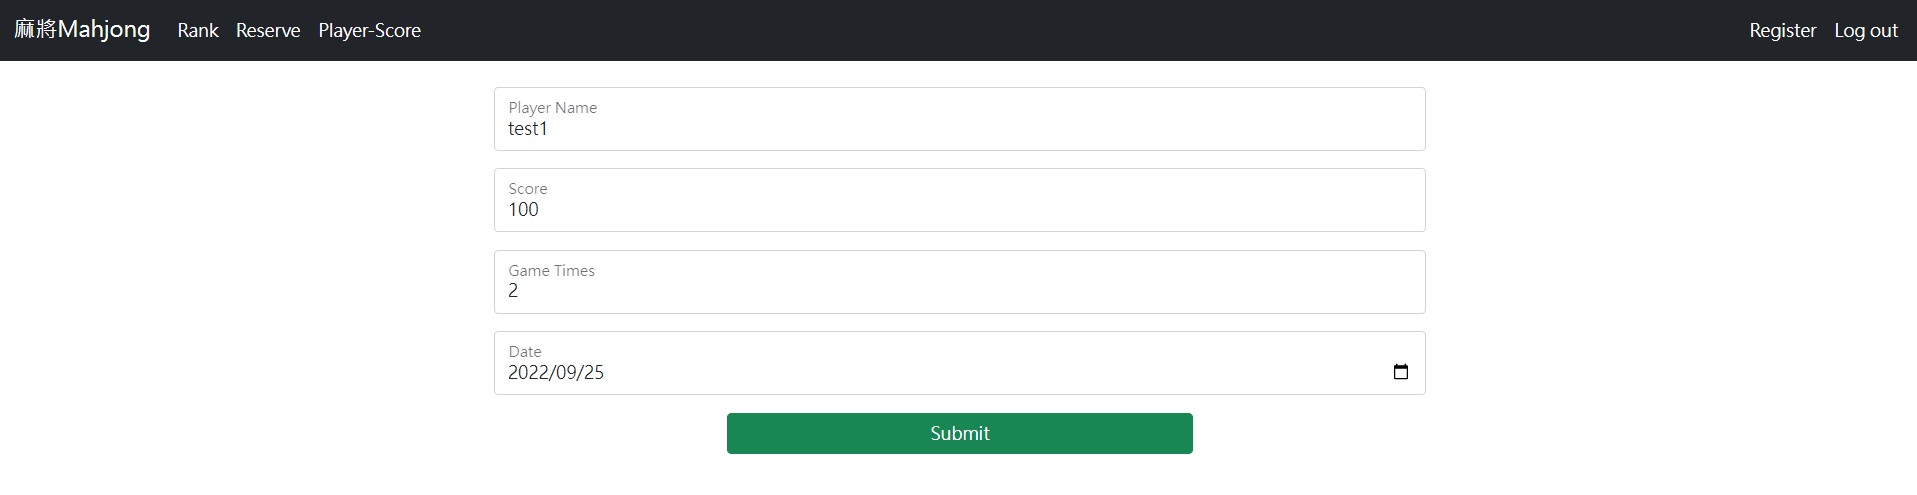 麻將Mahjong Rank Reserve Player-Score Register Log out
Player Name
test1
Score
100
Game Times
2
Date
2022/09/25
Submit